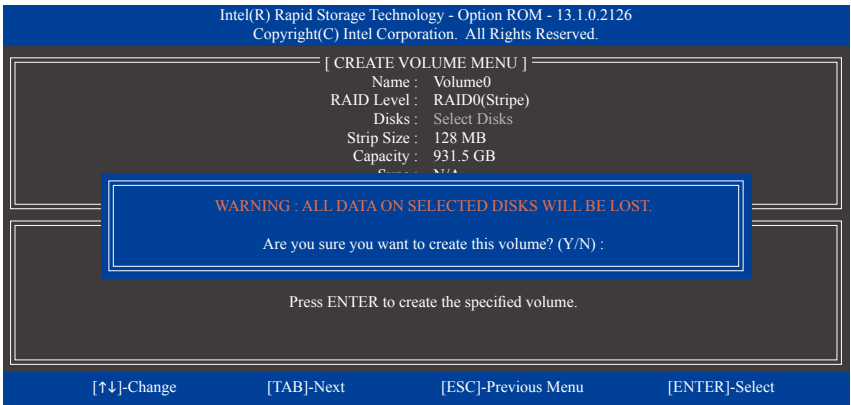 Intel(R) Rapid Storage Technology - Option ROM - 13.1.0.2126
Copyright(C) Intel Corporation. All Rights Reserved.
[ CREATE VOLUME MENU ]
Name : Volume0
RAID Level : RAID0(Stripe)
Disks : Select Disks
Strip Size : 128 MB
Capacity : 931.5 GB
Sync : N/A
WARNING : ALL DATA ON SELECTED DISKS WILL BE LOST.
Are you sure you want to create this volume? (Y/N) :
Press ENTER to create the specified volume.
[↑↓]-Change [TAB]-Next [ESC]-Previous Menu [ENTER]-Select